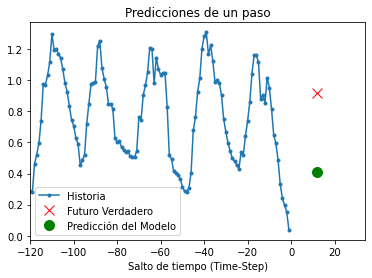 Predicciones de un paso
1.2
1.0
0.8
0.6
0.4
0.2
0.0
Historia
Futuro Verdadero
Predicción del Modelo
-120 -100 -80 -60 -40 -20 0 20
Salto de tiempo (Time-Step)